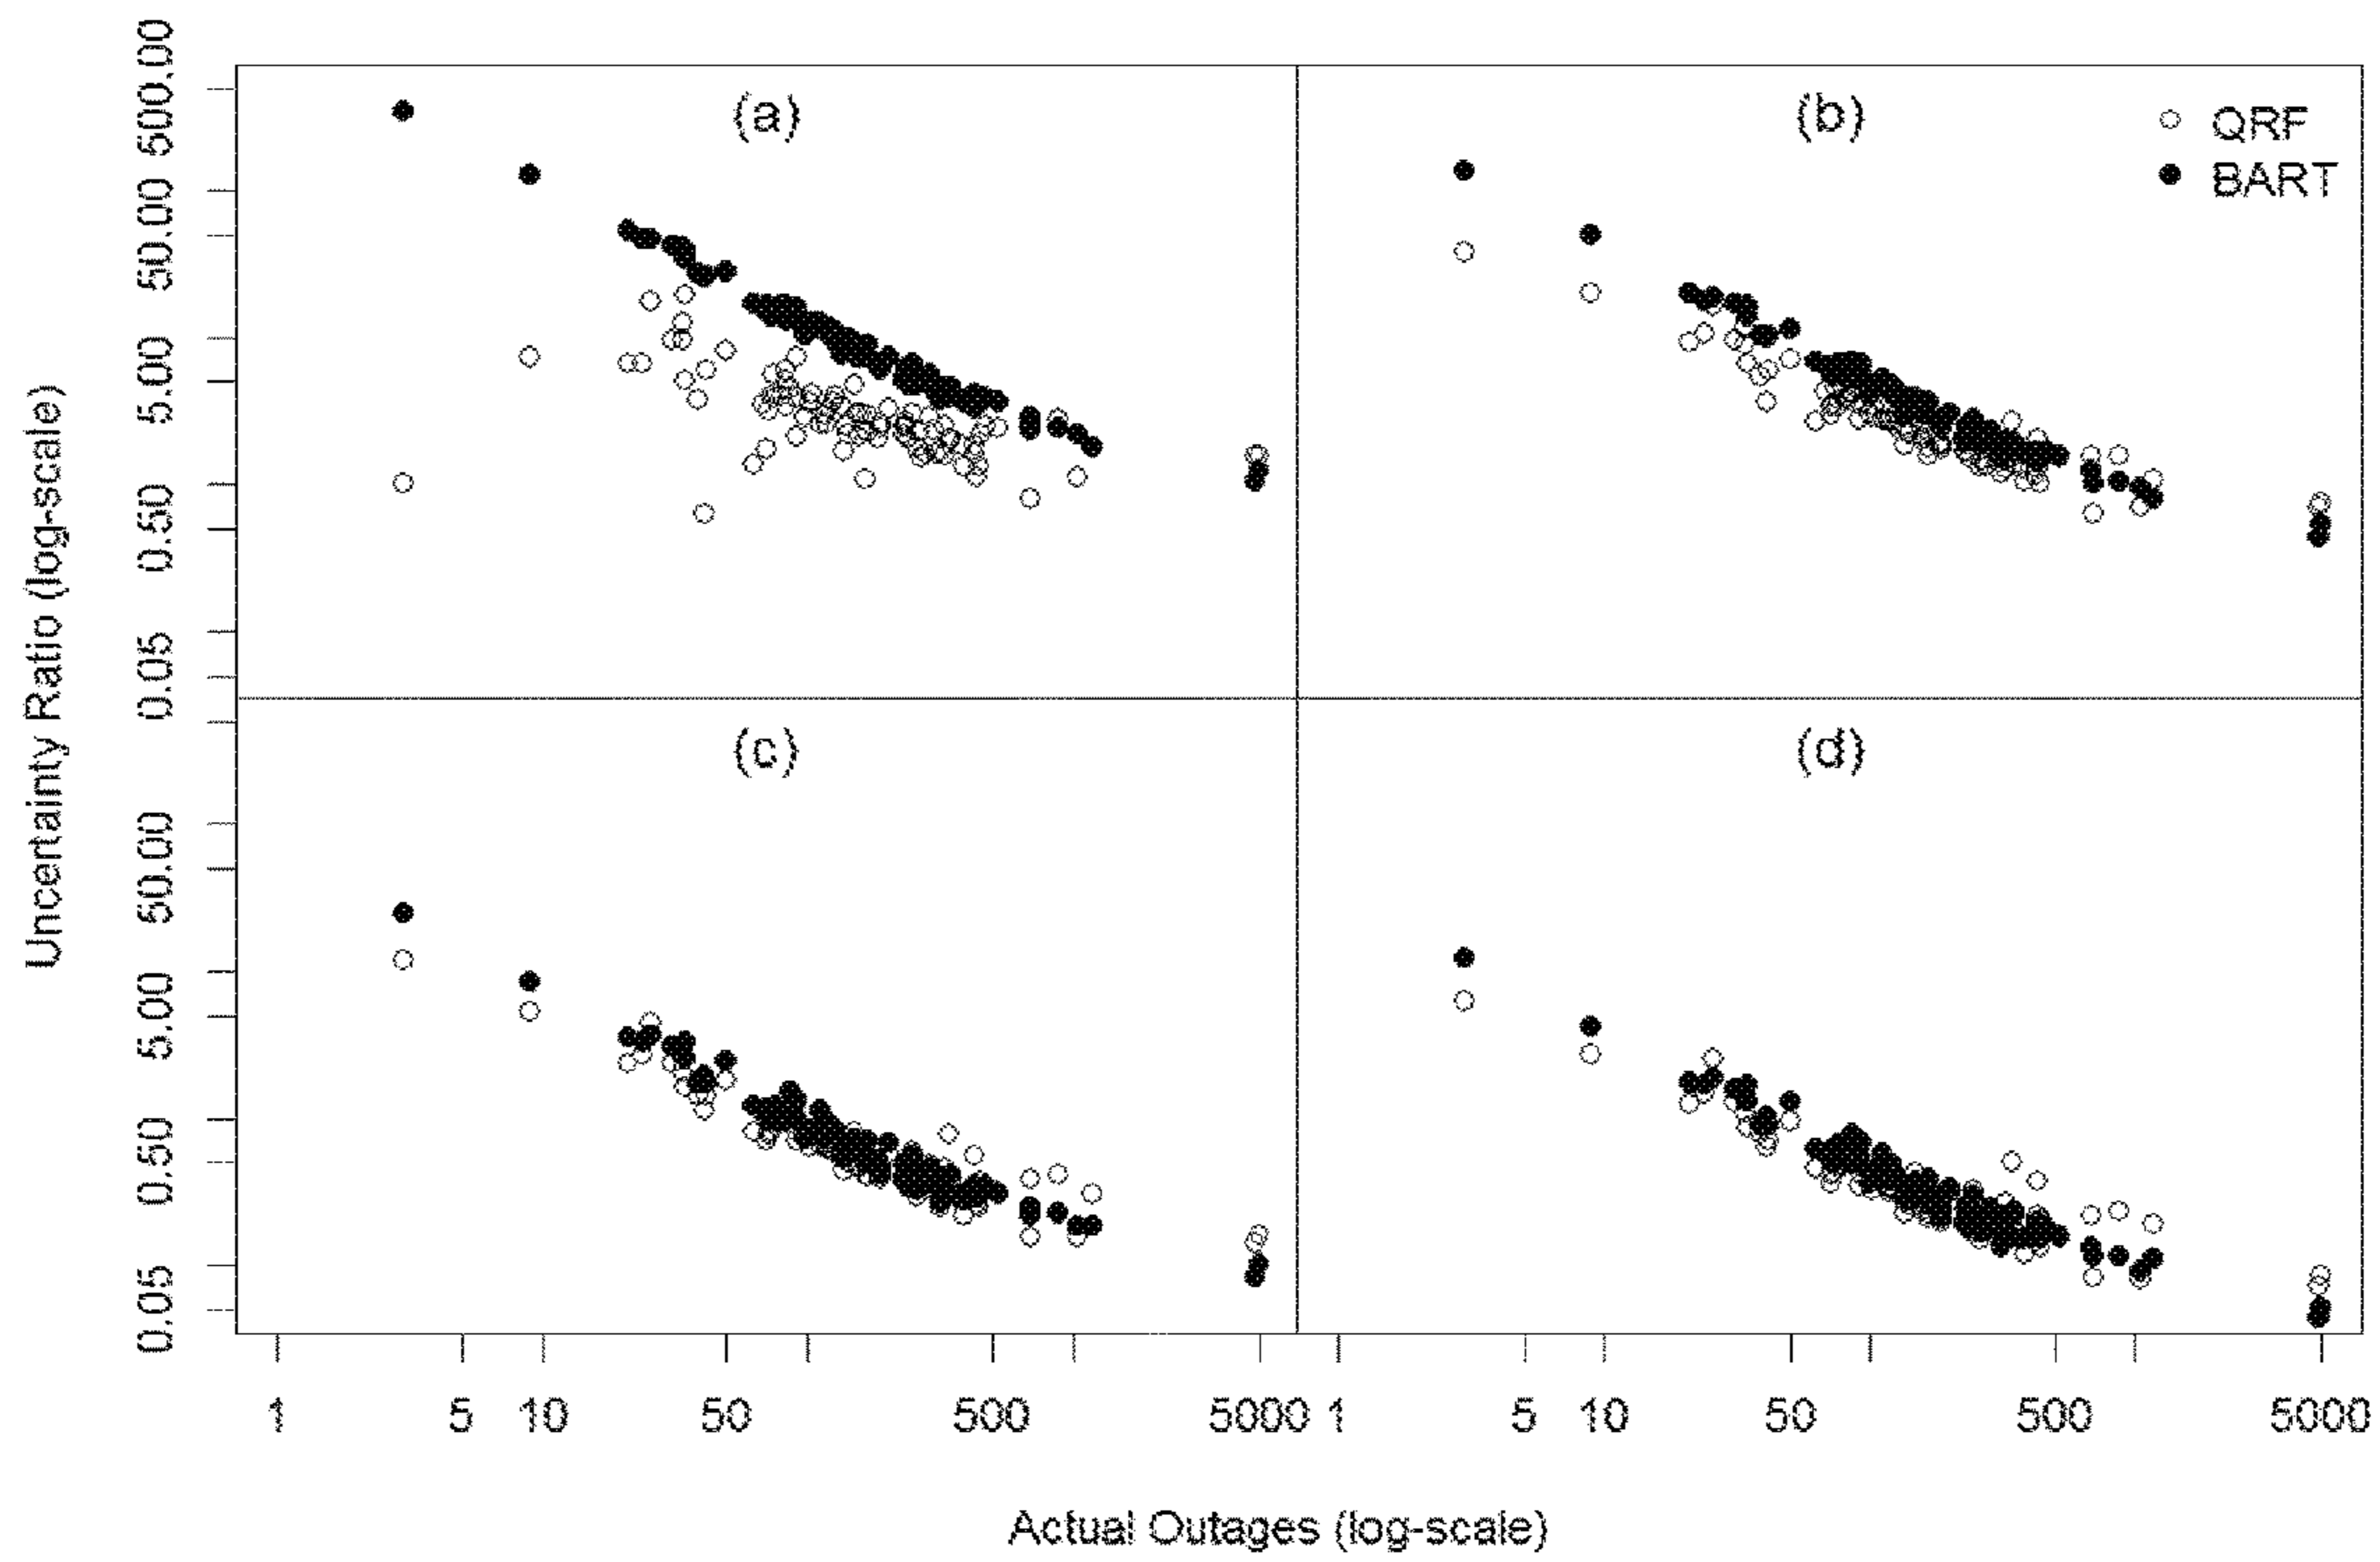 (a)
(b)
QRF
BART
500.00
50.00
5.00
0.50
0.05
Uncertainty Ratio (log-scale)
(c)
(d)
50.00
5.00
0.50
0.05
1 5 10 50 500 5000 1 5 10 50 500 5000
Actual Outages (log-scale)